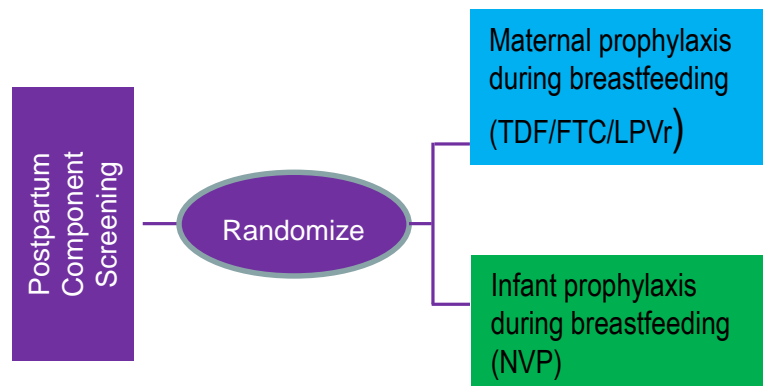 Postpartum
Component
Screening
Randomize
Maternal prophylaxis
during breastfeeding
(TDF/FTC/LPVr)
Infant prophylaxis
during breastfeeding
(NVP)